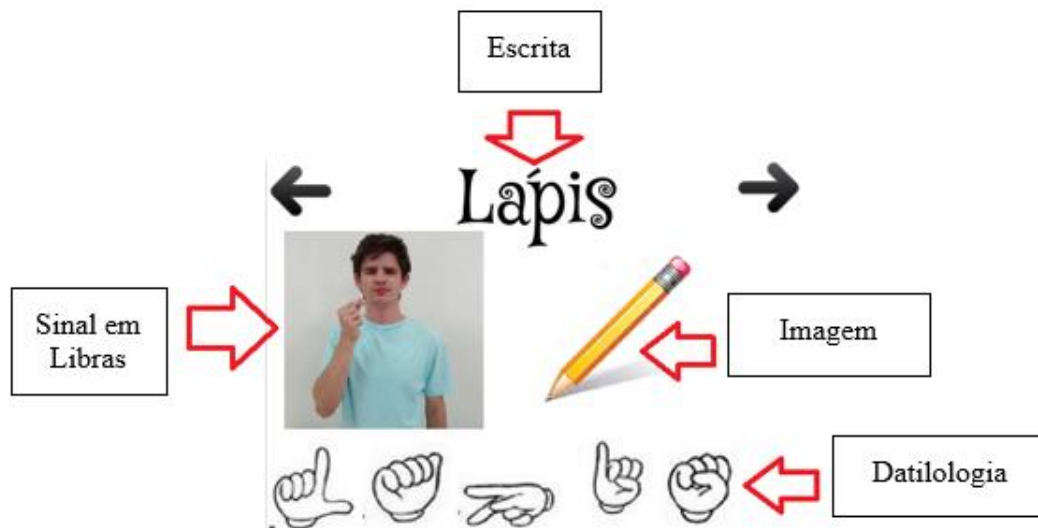 Escrita
Lápis
Sinal em
Libras
Imagem
Datilologia